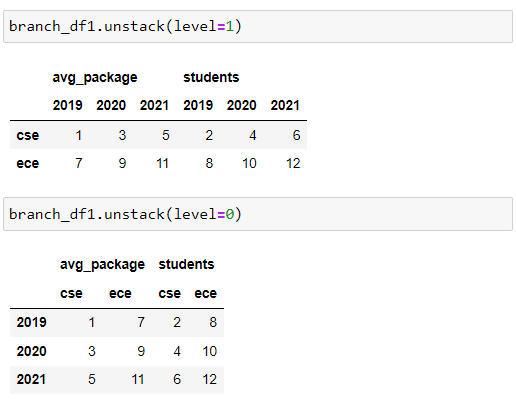 branch_df1.unstack(level=1)
avg_package students
2019 2020 2021 2019 2020 2021
cse 1 3 5 2 4 6
ece 7 9 11 8 10 12
branch_df1.unstack(level=0)
avg_package students
cse ece cse ece
2019 1 7 2 8
2020 3 9 4 10
2021 5 11 6 12